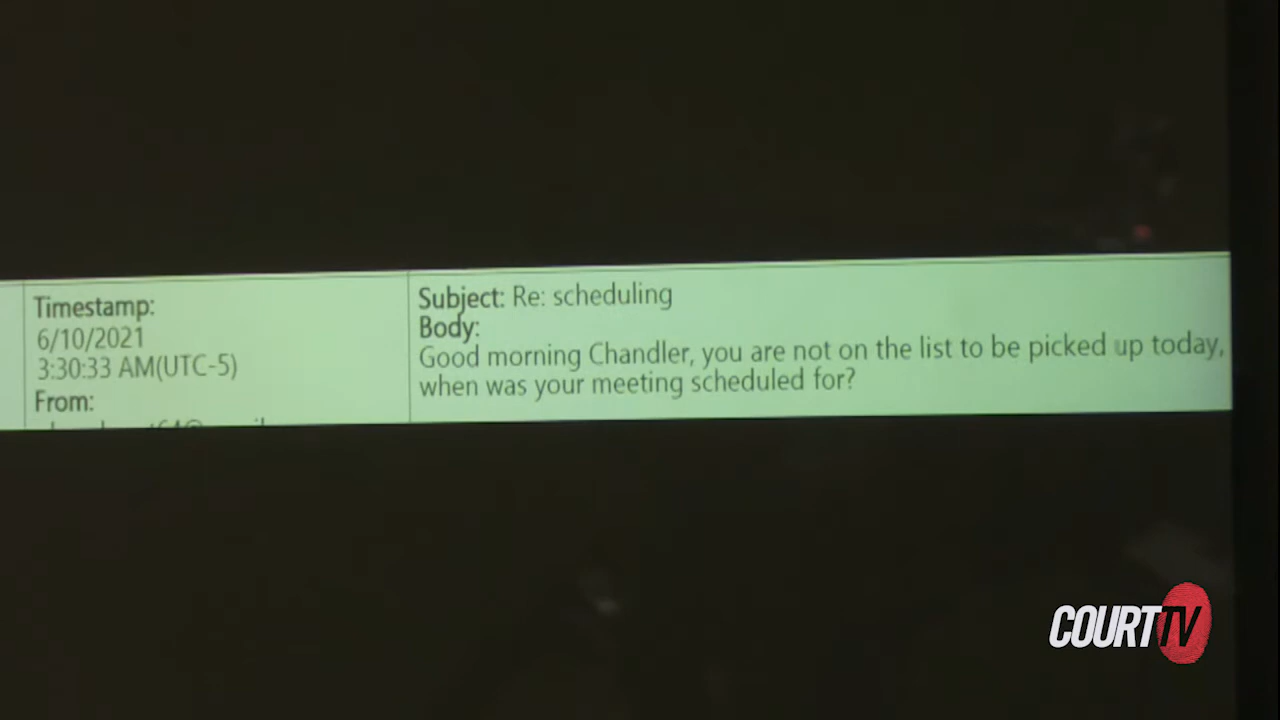 Timestamp:
6/10/2021
3:30:33 AM(UTC-5)
From:
Subject: Re: scheduling
Body:
Good morning Chandler, you are not on the list to be picked up today,
when was your meeting scheduled for?
COURT TV